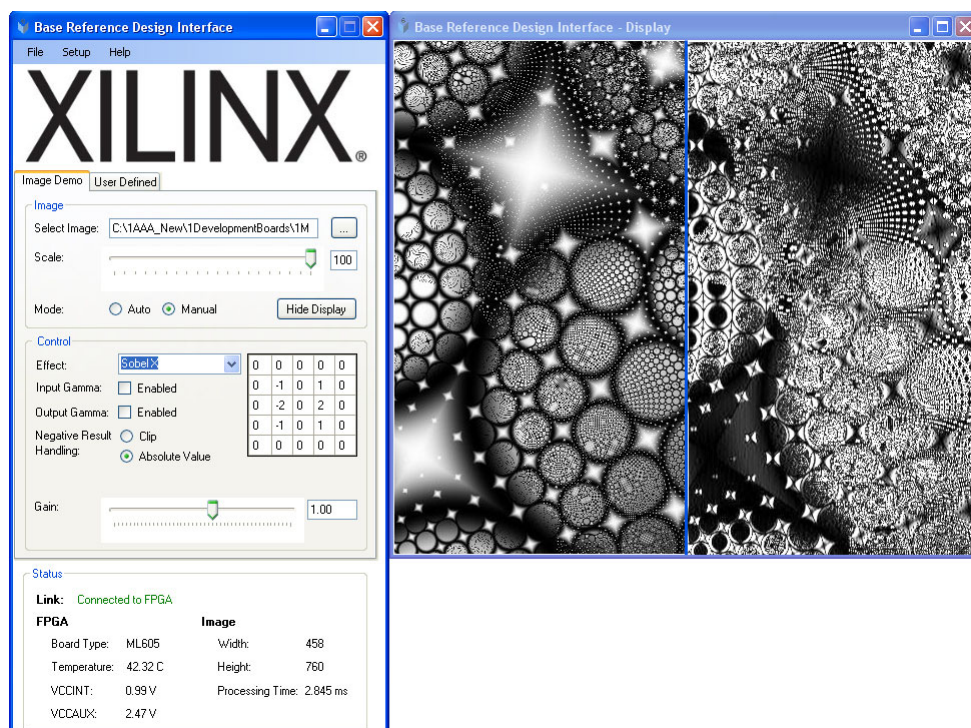 Base Reference Design Interface
File Setup Help
XILINX®
Image Demo User Defined
Image
Select Image: C:\1AAA_New\1DevelopmentBoards\1M ...
Scale: 100
Mode: Auto Manual Hide Display
Control
Effect: Sobel X
Input Gamma: Enabled
Output Gamma: Enabled
Negative Result Handling: Clip
Absolute Value
0 0 0 0 0
0 -1 0 1 0
0 -2 0 2 0
0 -1 0 1 0
0 0 0 0 0
Gain: 1.00
Status
Link: Connected to FPGA
FPGA Image
Board Type: ML605 Width: 458
Temperature: 42.32 C Height: 760
VCCINT: 0.99 V Processing Time: 2.845 ms
VCCAUX: 2.47 V
Base Reference Design Interface - Display